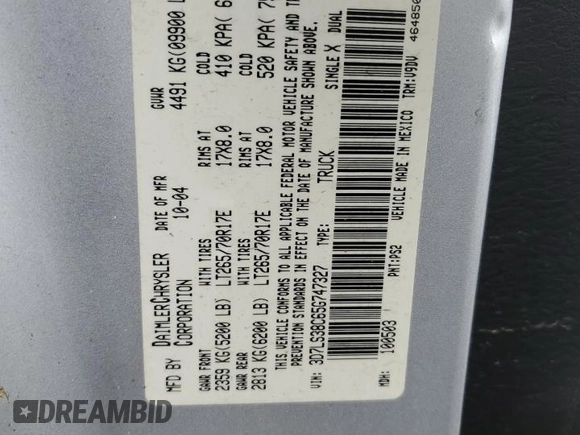 MFD BY DAIMLERCHRYSLER CORPORATION DATE OF MFR 10-04 GVWR 4491 KG(09900 L
GAWR FRONT WITH TIRES RIMS AT COLD
2359 KG(5200 LB) LT265/70R17E 17X8.0 410 KPA( 6
GAWR REAR WITH TIRES RIMS AT COLD
2813 KG(6200 LB) LT265/70R17E 17X8.0 520 KPA( 7
THIS VEHICLE CONFORMS TO ALL APPLICABLE FEDERAL MOTOR VEHICLE SAFETY AND T
STANDARDS IN EFFECT ON THE DATE OF MANUFACTURE SHOWN ABOVE.
VIN: 3D7LS38C65G747327 TYPE: TRUCK SINGLE X DUAL
MDH: 100503 PNT:PS2 VEHICLE MADE IN MEXICO TRM:V9DV
464850
DREAMBID